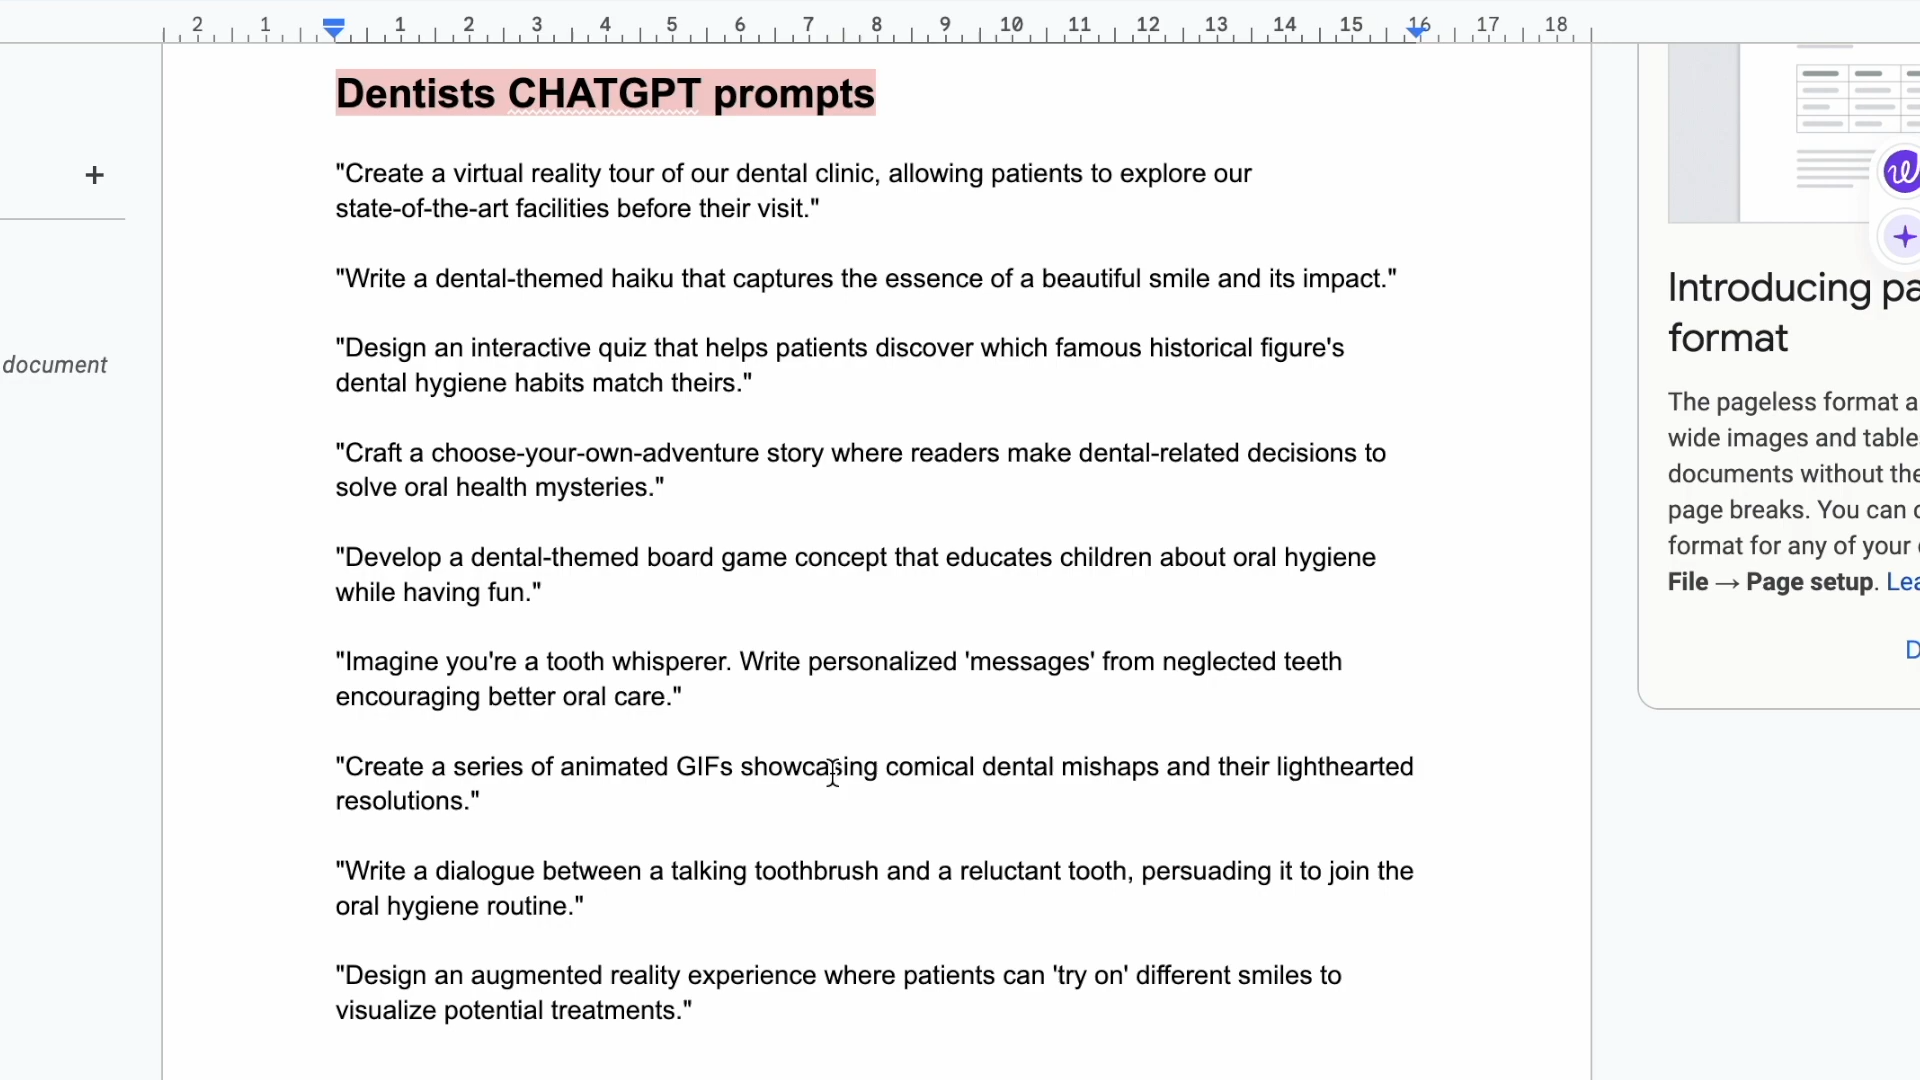 2 1 1 2 3 4 5 6 7 8 9 10 11 12 13 14 15 16 17 18
Dentists CHATGPT prompts
"Create a virtual reality tour of our dental clinic, allowing patients to explore our
state-of-the-art facilities before their visit."
"Write a dental-themed haiku that captures the essence of a beautiful smile and its impact."
"Design an interactive quiz that helps patients discover which famous historical figure's
dental hygiene habits match theirs."
"Craft a choose-your-own-adventure story where readers make dental-related decisions to
solve oral health mysteries."
"Develop a dental-themed board game concept that educates children about oral hygiene
while having fun."
"Imagine you're a tooth whisperer. Write personalized 'messages' from neglected teeth
encouraging better oral care."
"Create a series of animated GIFs showcasing comical dental mishaps and their lighthearted
resolutions."
"Write a dialogue between a talking toothbrush and a reluctant tooth, persuading it to join the
oral hygiene routine."
"Design an augmented reality experience where patients can 'try on' different smiles to
visualize potential treatments."
document
Introducing pa
format
The pageless format a
wide images and table
documents without the
page breaks. You can
format for any of your
File → Page setup. Lea
D